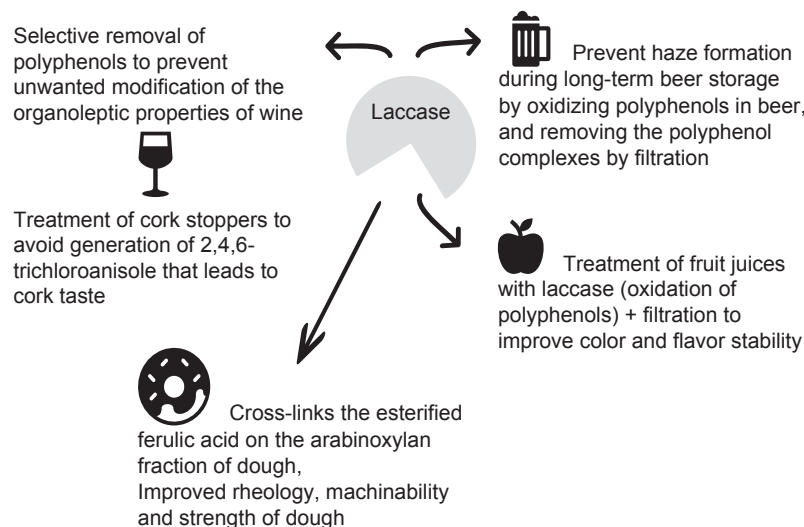 Selective removal of
polyphenols to prevent
unwanted modification of the
organoleptic properties of wine
Treatment of cork stoppers to
avoid generation of 2,4,6-
trichloroanisole that leads to
cork taste
Laccase
Prevent haze formation
during long-term beer storage
by oxidizing polyphenols in beer,
and removing the polyphenol
complexes by filtration
Treatment of fruit juices
with laccase (oxidation of
polyphenols) + filtration to
improve color and flavor stability
Cross-links the esterified
ferulic acid on the arabinoxylan
fraction of dough,
Improved rheology, machinability
and strength of dough